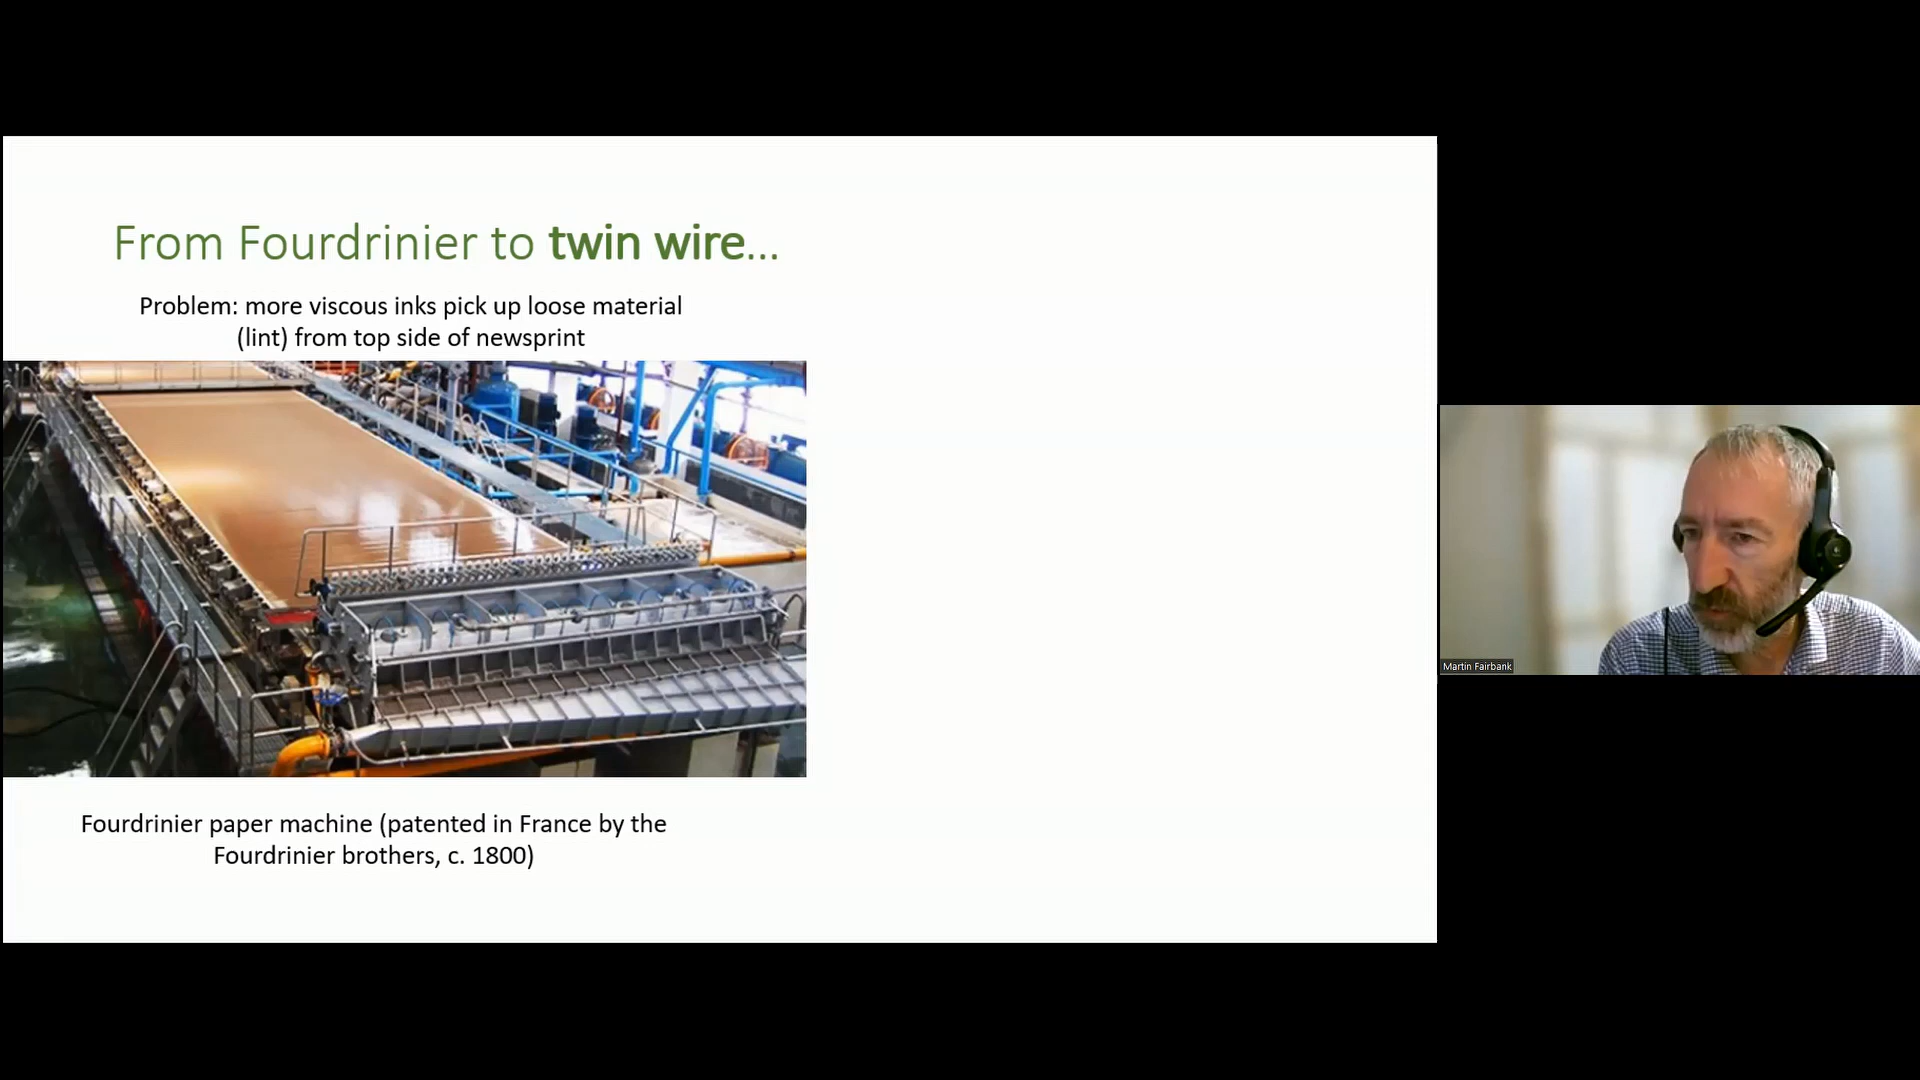 From Fourdrinier to twin wire...
Problem: more viscous inks pick up loose material
(lint) from top side of newsprint
Fourdrinier paper machine (patented in France by the
Fourdrinier brothers, c. 1800)
Martin Fairbank